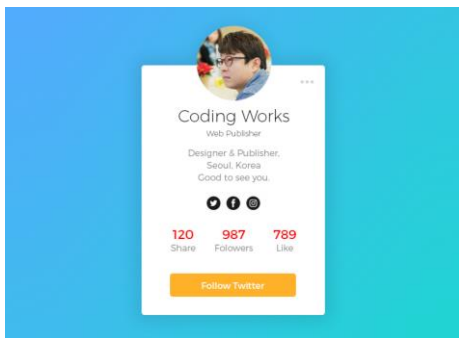 Coding Works
Web Publisher
Designer & Publisher,
Seoul, Korea
Good to see you.
120 987 789
Share Folowers Like
Follow Twitter